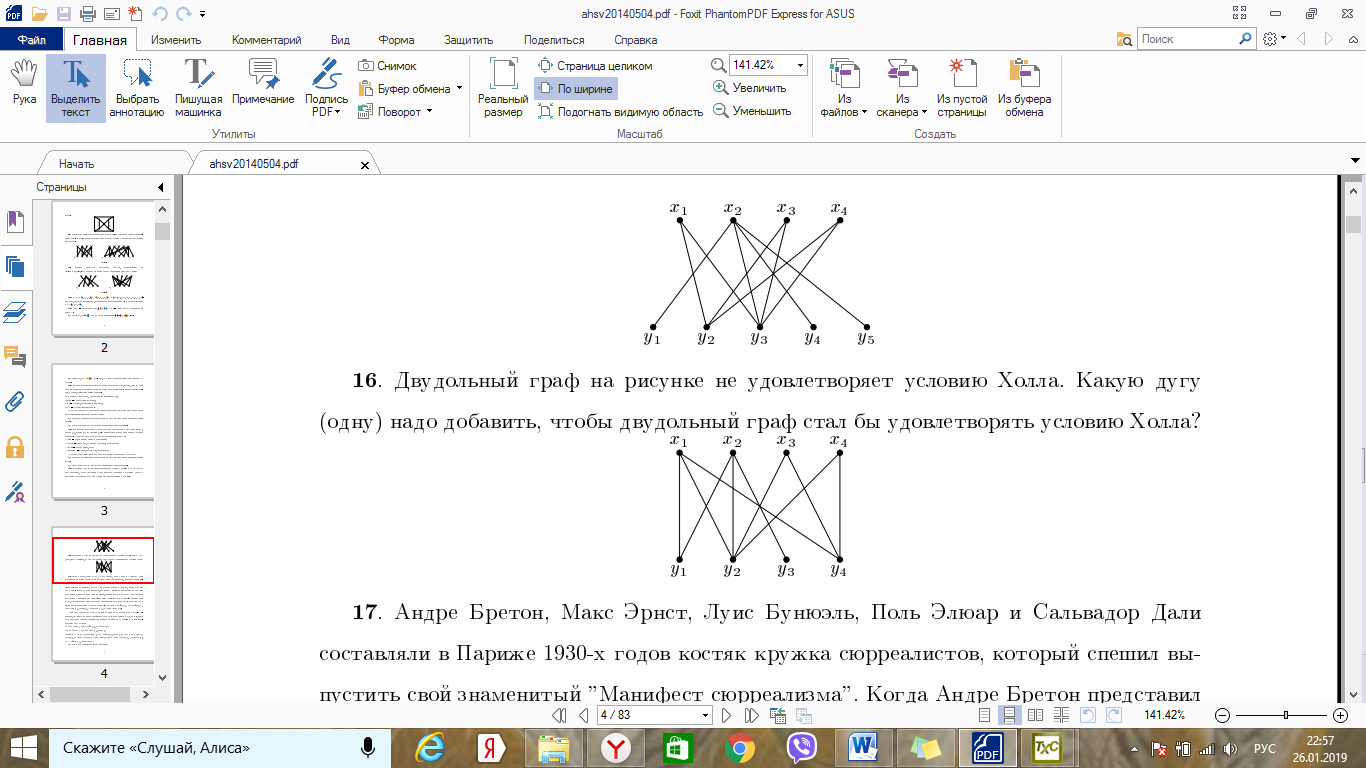 ahsv20140504.pdf - Foxit PhantomPDF Express for ASUS
Файл Главная Изменить Комментарий Вид Форма Защитить Поделиться Справка
Поиск
Рука
Выделить текст
Выбрать аннотацию
Пишущая машинка
Примечание
Подпись PDF
Снимок
Буфер обмена
Поворот
Утилиты
Реальный размер
Страница целиком
По ширине
Подогнать видимую область
141.42%
Увеличить
Уменьшить
Масштаб
Из файлов
Из сканера
Из пустой страницы
Из буфера обмена
Создать
Начать
ahsv20140504.pdf
Страницы
2
3
4
x1 x2 x3 x4
y1 y2 y3 y4 y5
16. Двудольный граф на рисунке не удовлетворяет условию Холла. Какую дугу
(одну) надо добавить, чтобы двудольный граф стал бы удовлетворять условию Холла?
x1 x2 x3 x4
y1 y2 y3 y4
17. Андре Бретон, Макс Эрнст, Луис Бунюэль, Поль Элюар и Сальвадор Дали
составляли в Париже 1930-х годов костяк кружка сюрреалистов, который спешил вы-
пустить свой знаменитый ”Манифест сюрреализма”. Когда Андре Бретон представил
4 / 83
141.42%
Скажите «Слушай, Алиса»
РУС
22:57
26.01.2019